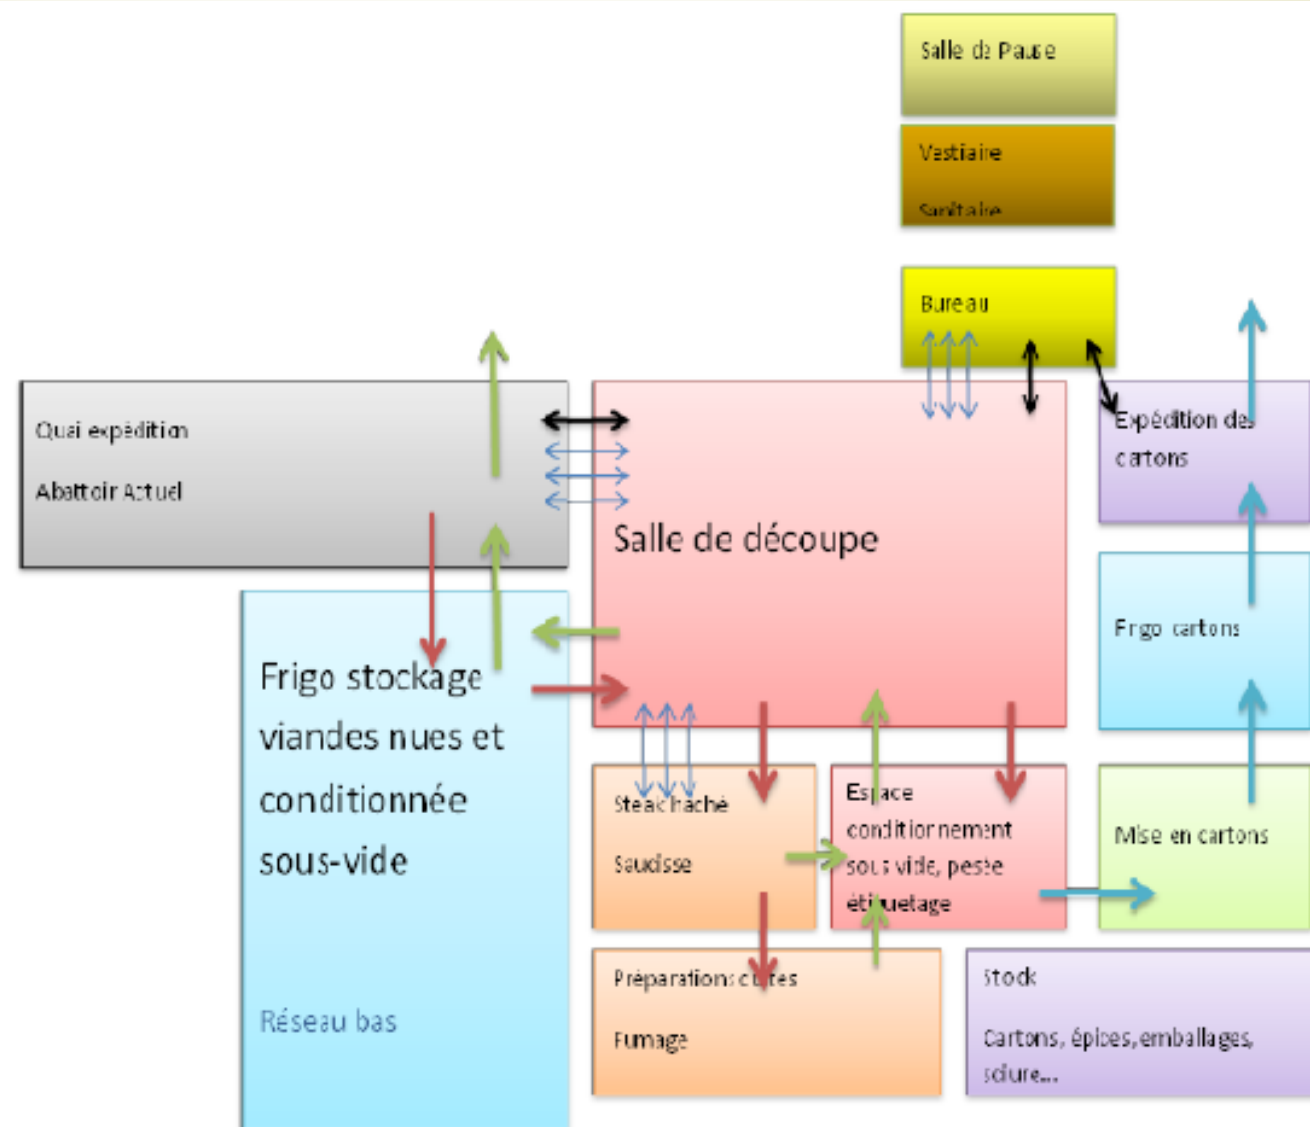 Salle de Pause
Vestiaire
Sanitaire
Bureau
Quai expédition
Abattoir Actuel
Salle de découpe
Expédition des
cartons
Frigo cartons
Frigo stockage
viandes nues et
conditionnée
sous-vide
Réseau bas
Steak haché
Saucisse
Espace
conditionnement
sous vide, pesée
étiquetage
Mise en cartons
Préparations cuites
Fumage
Stock
Cartons, épices, emballages,
sciure...